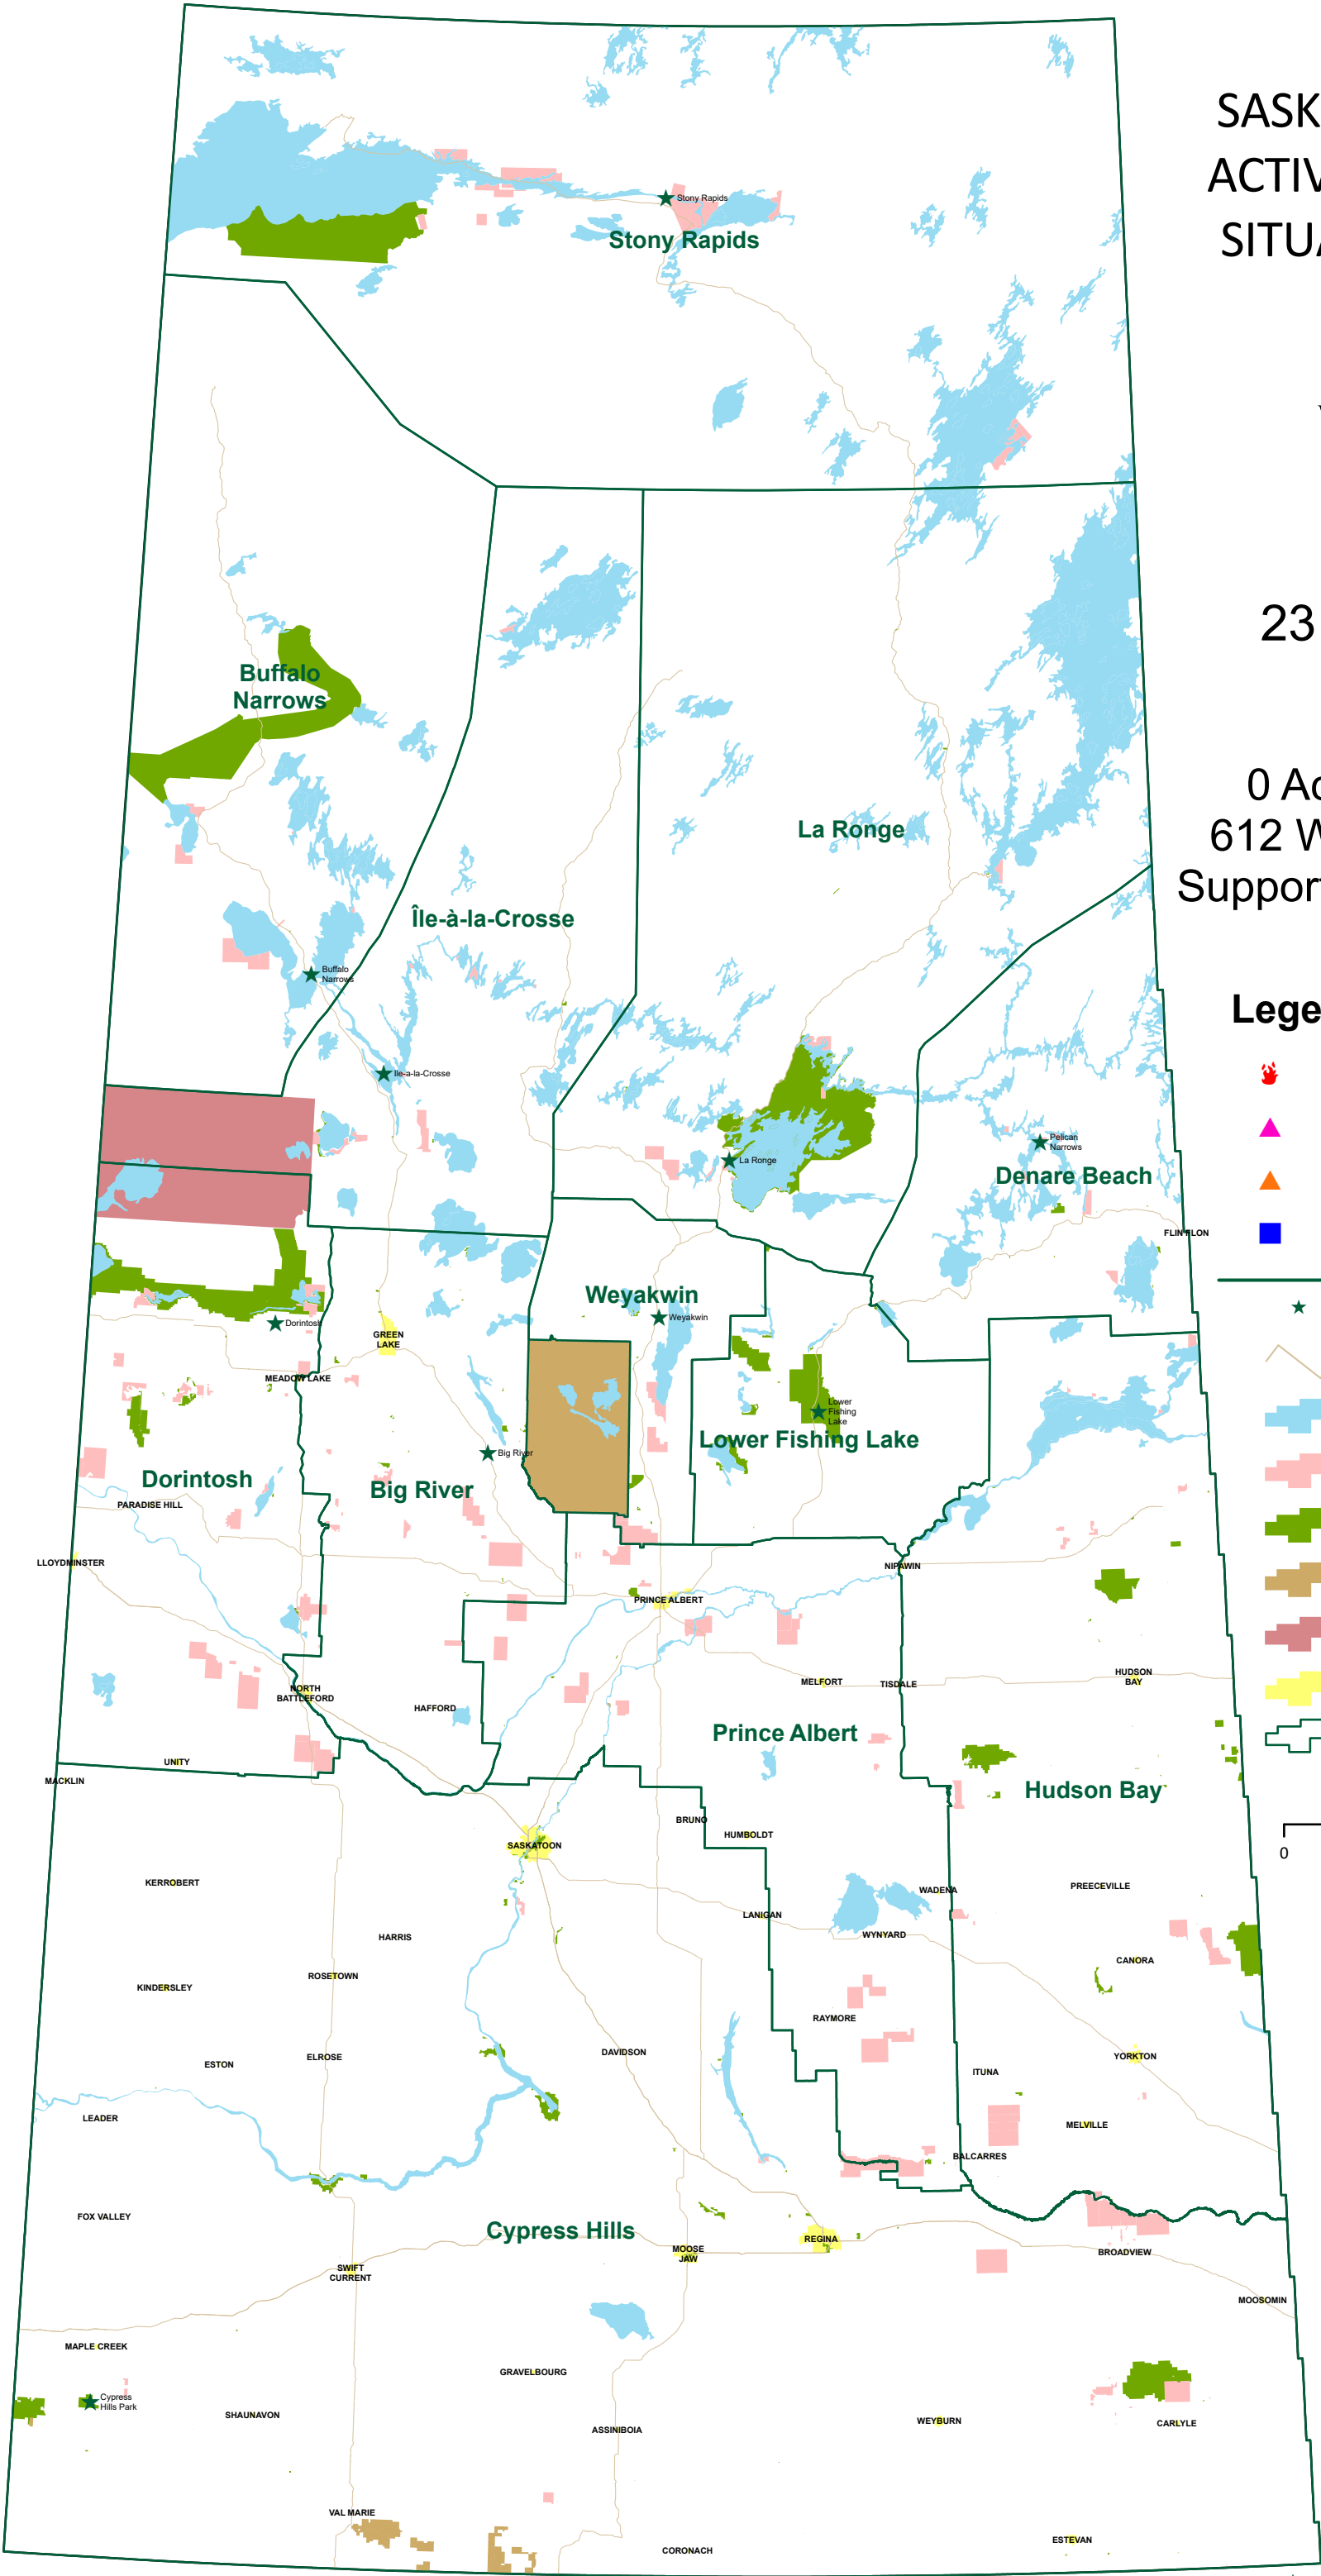 SASK
ACTIV
SITUA
Stony Rapids
Stony Rapids
23
Buffalo
Narrows
0 Ac
612 W
Support
La Ronge
Île-à-la-Crosse
Buffalo
Narrows
Lege
Ile-a-la-Crosse
Pelican
Narrows
La Ronge
Denare Beach
FLIN FLON
Weyakwin
Weyakwin
Dorintosh
GREEN
LAKE
MEADOW LAKE
Lower
Fishing
Lake
Lower Fishing Lake
Big River
Dorintosh
Big River
PARADISE HILL
LLOYDMINSTER
NIPAWIN
PRINCE ALBERT
HUDSON
BAY
MELFORT
TISDALE
NORTH
BATTLEFORD
HAFFORD
Prince Albert
UNITY
MACKLIN
Hudson Bay
BRUNO
HUMBOLDT
SASKATOON
0
KERROBERT
PREECEVILLE
WADENA
LANIGAN
WYNYARD
HARRIS
CANORA
ROSETOWN
KINDERSLEY
RAYMORE
DAVIDSON
ELROSE
YORKTON
ESTON
ITUNA
LEADER
MELVILLE
BALCARRES
FOX VALLEY
Cypress Hills
REGINA
MOOSE
JAW
BROADVIEW
SWIFT
CURRENT
MOOSOMIN
MAPLE CREEK
GRAVELBOURG
Cypress
Hills Park
SHAUNAVON
WEYBURN
CARLYLE
ASSINIBOIA
VAL MARIE
ESTEVAN
CORONACH